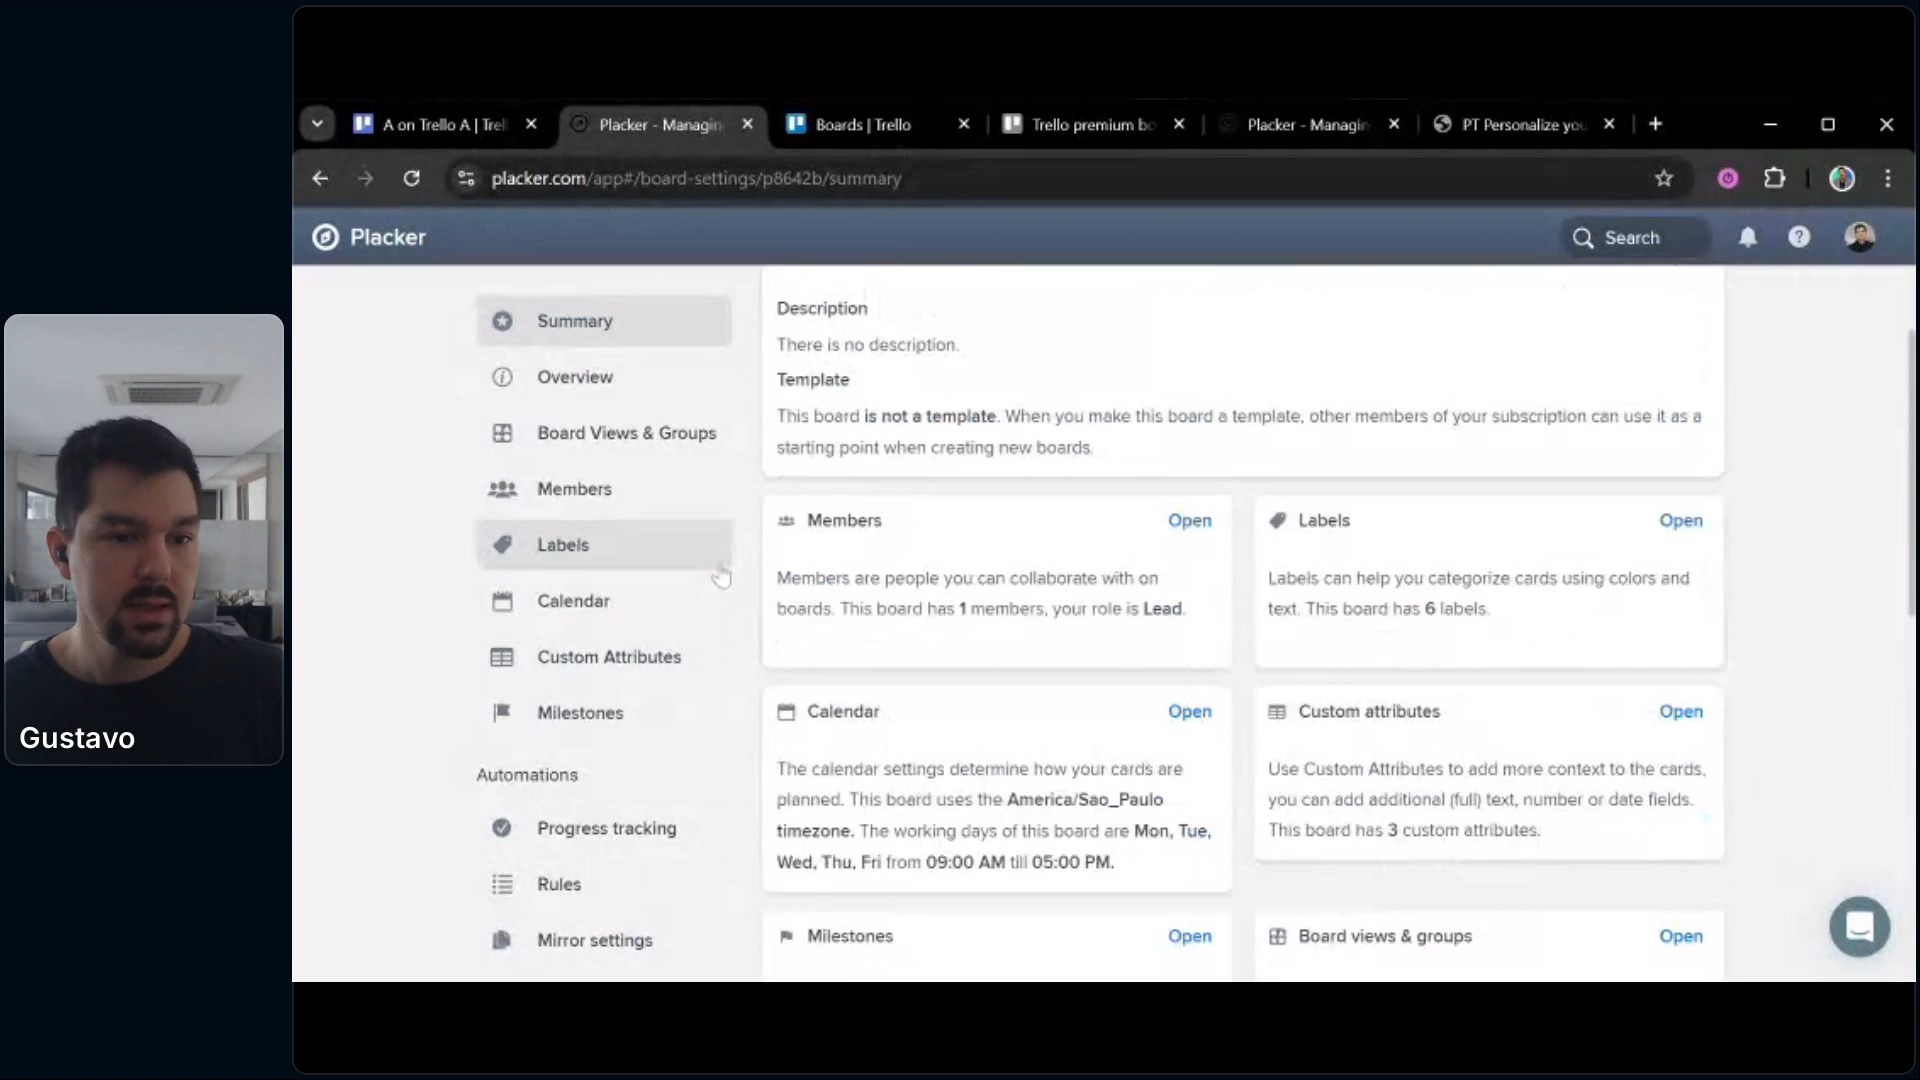 A on Trello A | Trel
Placker - Managin
Boards | Trello
Trello premium bo
Placker - Managin
PT Personalize you
placker.com/app#/board-settings/p8642b/summary
Placker
Search
Summary
Overview
Board Views & Groups
Members
Labels
Calendar
Custom Attributes
Milestones
Automations
Progress tracking
Rules
Mirror settings
Description
There is no description.
Template
This board is not a template. When you make this board a template, other members of your subscription can use it as a
starting point when creating new boards.
Members
Open
Members are people you can collaborate with on
boards. This board has 1 members, your role is Lead.
Labels
Open
Labels can help you categorize cards using colors and
text. This board has 6 labels.
Calendar
Open
The calendar settings determine how your cards are
planned. This board uses the America/Sao_Paulo
timezone. The working days of this board are Mon, Tue,
Wed, Thu, Fri from 09:00 AM till 05:00 PM.
Custom attributes
Open
Use Custom Attributes to add more context to the cards,
you can add additional (full) text, number or date fields.
This board has 3 custom attributes.
Milestones
Open
Board views & groups
Open
Gustavo